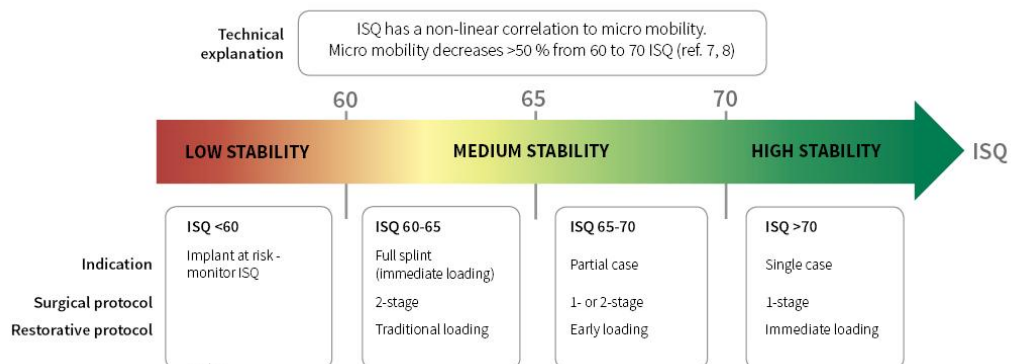 Technical explanation
ISQ has a non-linear correlation to micro mobility.
Micro mobility decreases >50 % from 60 to 70 ISQ (ref. 7, 8)
60 65 70
LOW STABILITY MEDIUM STABILITY HIGH STABILITY ISQ
ISQ <60 ISQ 60-65 ISQ 65-70 ISQ >70
Indication
Implant at risk -
monitor ISQ
Full splint
(immediate loading)
Partial case
Single case
Surgical protocol 2-stage 1- or 2-stage 1-stage
Restorative protocol Traditional loading Early loading Immediate loading